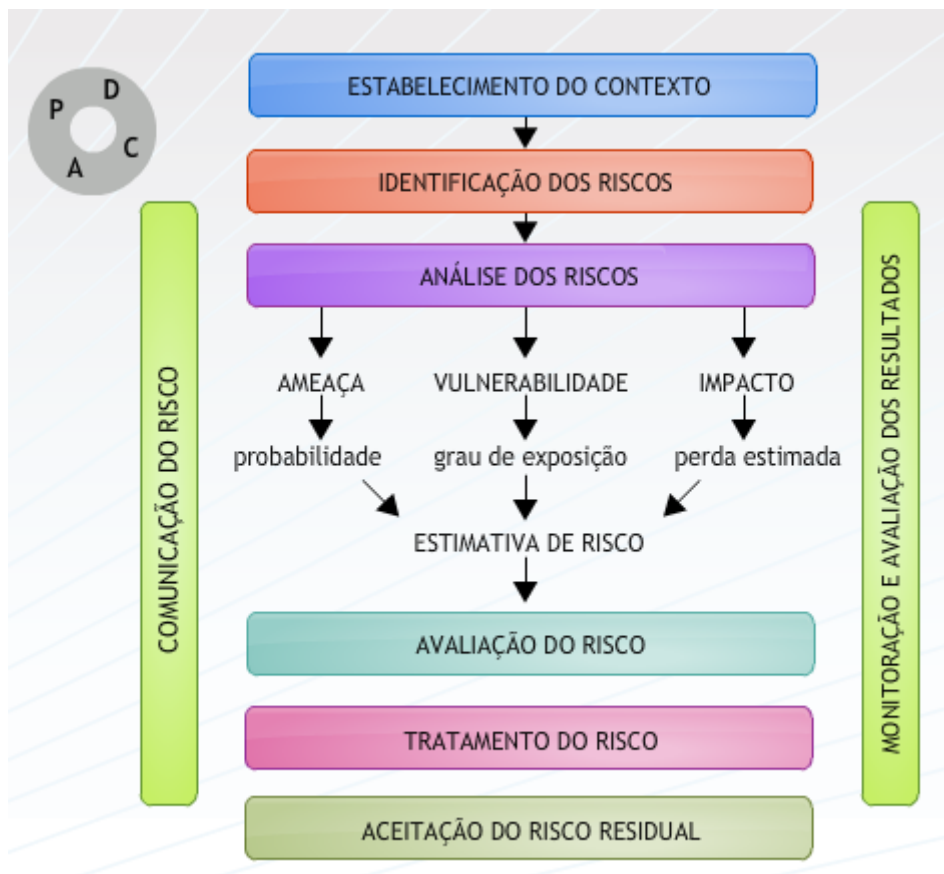 ESTABELECIMENTO DO CONTEXTO
P
D
C
A
IDENTIFICAÇÃO DOS RISCOS
ANÁLISE DOS RISCOS
AMEAÇA
VULNERABILIDADE
IMPACTO
probabilidade
grau de exposição
perda estimada
ESTIMATIVA DE RISCO
AVALIAÇÃO DO RISCO
TRATAMENTO DO RISCO
ACEITAÇÃO DO RISCO RESIDUAL
COMUNICAÇÃO DO RISCO
MONITORAÇÃO E AVALIAÇÃO DOS RESULTADOS